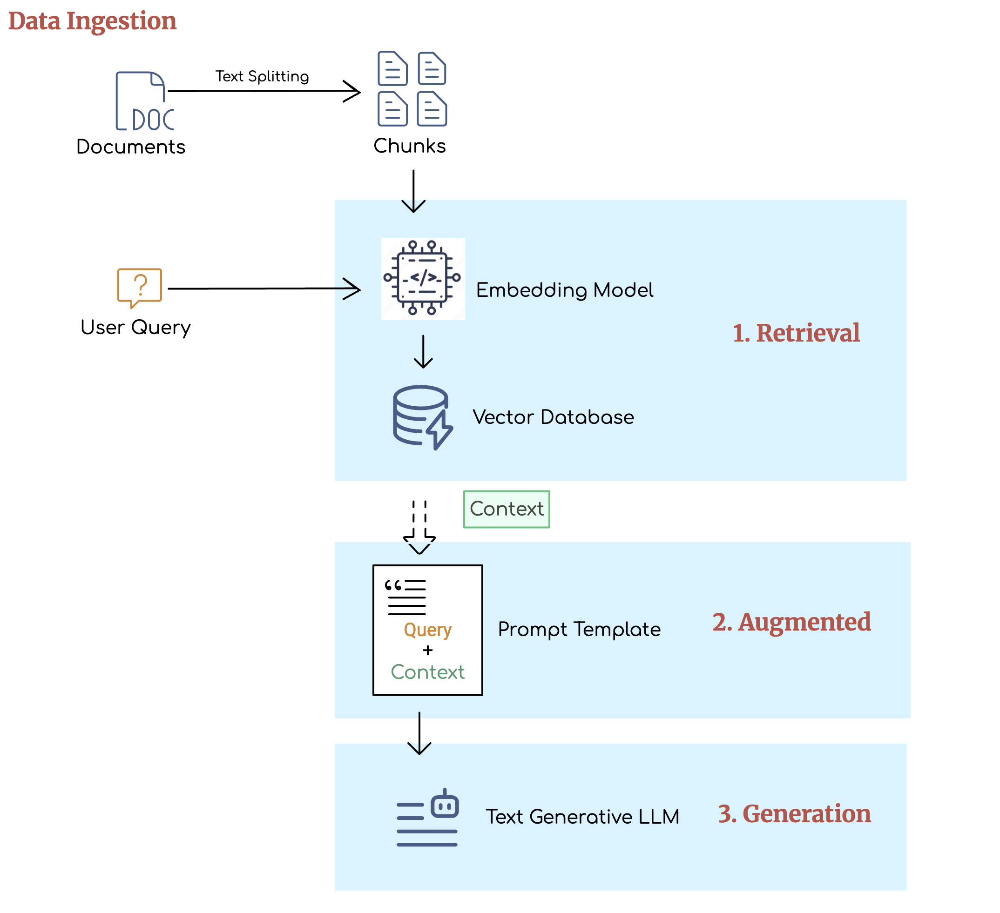 Data Ingestion
Text Splitting
DOC
Documents
Chunks
</>
Embedding Model
?
User Query
1. Retrieval
Vector Database
Context
“
Query
+
Context
Prompt Template
2. Augmented
Text Generative LLM
3. Generation